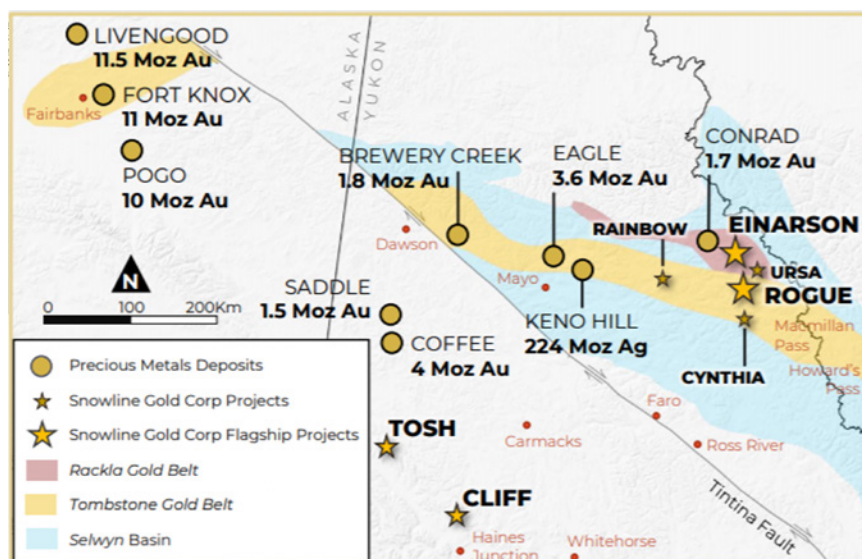 LIVENGOOD
11.5 Moz Au
FORT KNOX
11 Moz Au
Fairbanks
POGO
10 Moz Au
ALASKA
YUKON
BREWERY CREEK
1.8 Moz Au
EAGLE
3.6 Moz Au
CONRAD
1.7 Moz Au
RAINBOW
EINARSON
URSA
ROGUE
Dawson
Mayo
N
0 100 200Km
SADDLE
1.5 Moz Au
COFFEE
4 Moz Au
KENO HILL
224 Moz Ag
CYNTHIA
Macmillan
Pass
Howard's
Pass
Precious Metals Deposits
Snowline Gold Corp Projects
Snowline Gold Corp Flagship Projects
Rackla Gold Belt
Tombstone Gold Belt
Selwyn Basin
TOSH
CLIFF
Carmacks
Faro
Ross River
Tintina Fault
Haines
Junction
Whitehorse